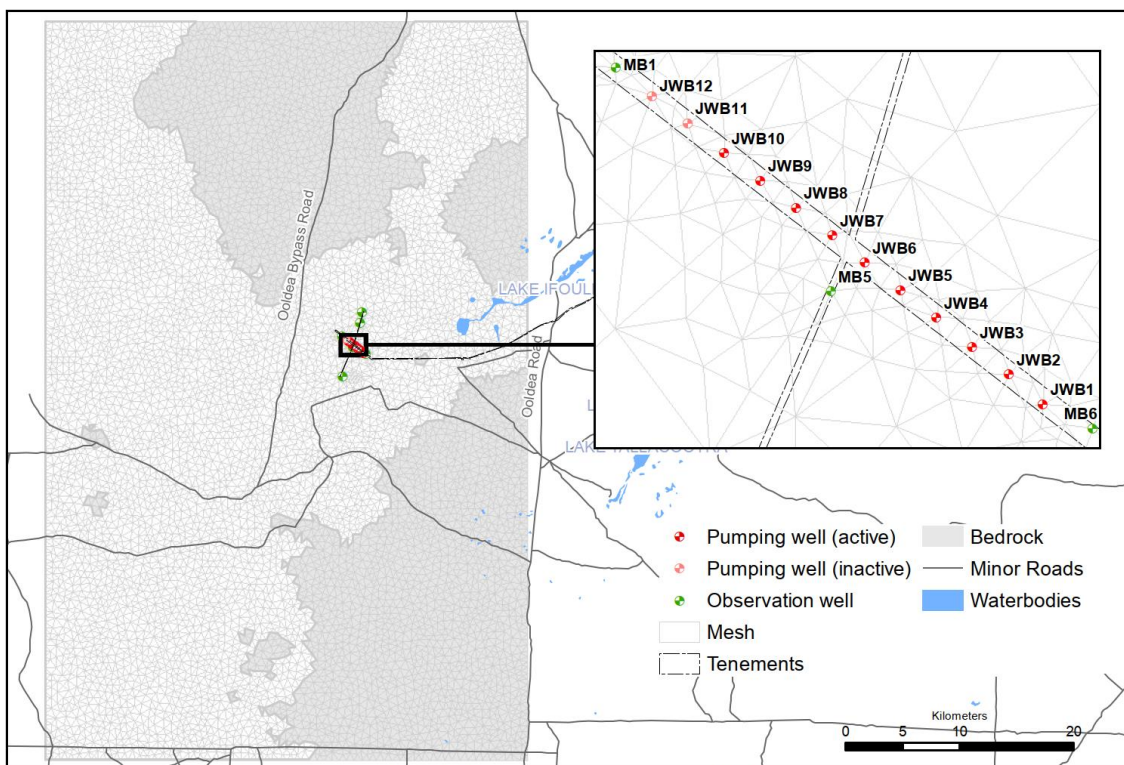 MB1
JWB12
JWB11
JWB10
JWB9
JWB8
JWB7
JWB6
MB5
JWB5
JWB4
JWB3
JWB2
JWB1
MB6
Ooldea Bypass Road
Ooldea Road
Pumping well (active)
Pumping well (inactive)
Observation well
Mesh
Tenements
Bedrock
Minor Roads
Waterbodies
Kilometers
0 5 10 20